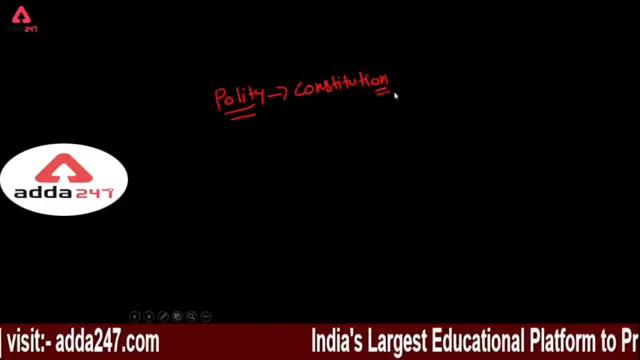 adda247
Polity → Constitution
adda247
| visit:- adda247.com India's Largest Educational Platform to Pr